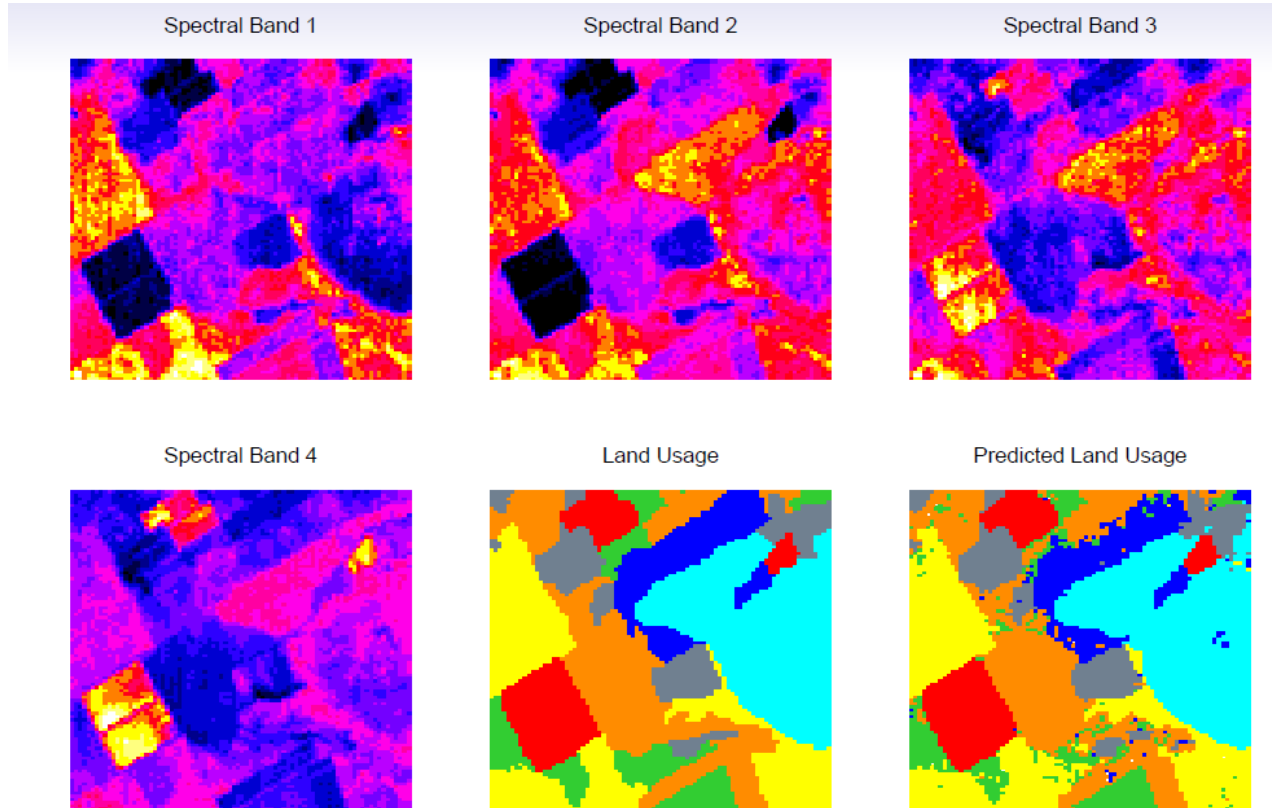 Spectral Band 1
Spectral Band 2
Spectral Band 3
Spectral Band 4
Land Usage
Predicted Land Usage